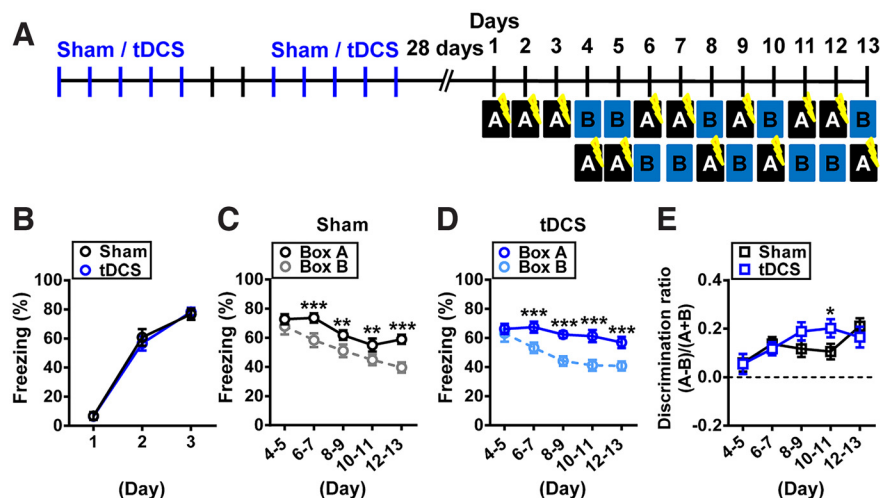 A
Days
Sham / tDCS
Sham / tDCS
28 days
1 2 3 4 5 6 7 8 9 10 11 12 13
A A A B B A A B A B A A B
A A B B A B A B B A
B
Sham
tDCS
Freezing (%)
100
80
60
40
20
0
1 2 3
(Day)
C
Sham
Box A
Box B
Freezing (%)
100
80
60
40
20
0
*** ** ** ***
4-5 6-7 8-9 10-11 12-13
(Day)
D
tDCS
Box A
Box B
Freezing (%)
100
80
60
40
20
0
*** *** *** ***
4-5 6-7 8-9 10-11 12-13
(Day)
E
Sham
tDCS
Discrimination ratio
(A-B)/(A+B)
0.4
0.2
0.0
-0.2
*
4-5 6-7 8-9 10-11 12-13
(Day)